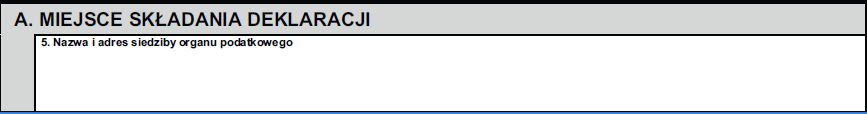 A. MIEJSCE SKŁADANIA DEKLARACJI
5. Nazwa i adres siedziby organu podatkowego